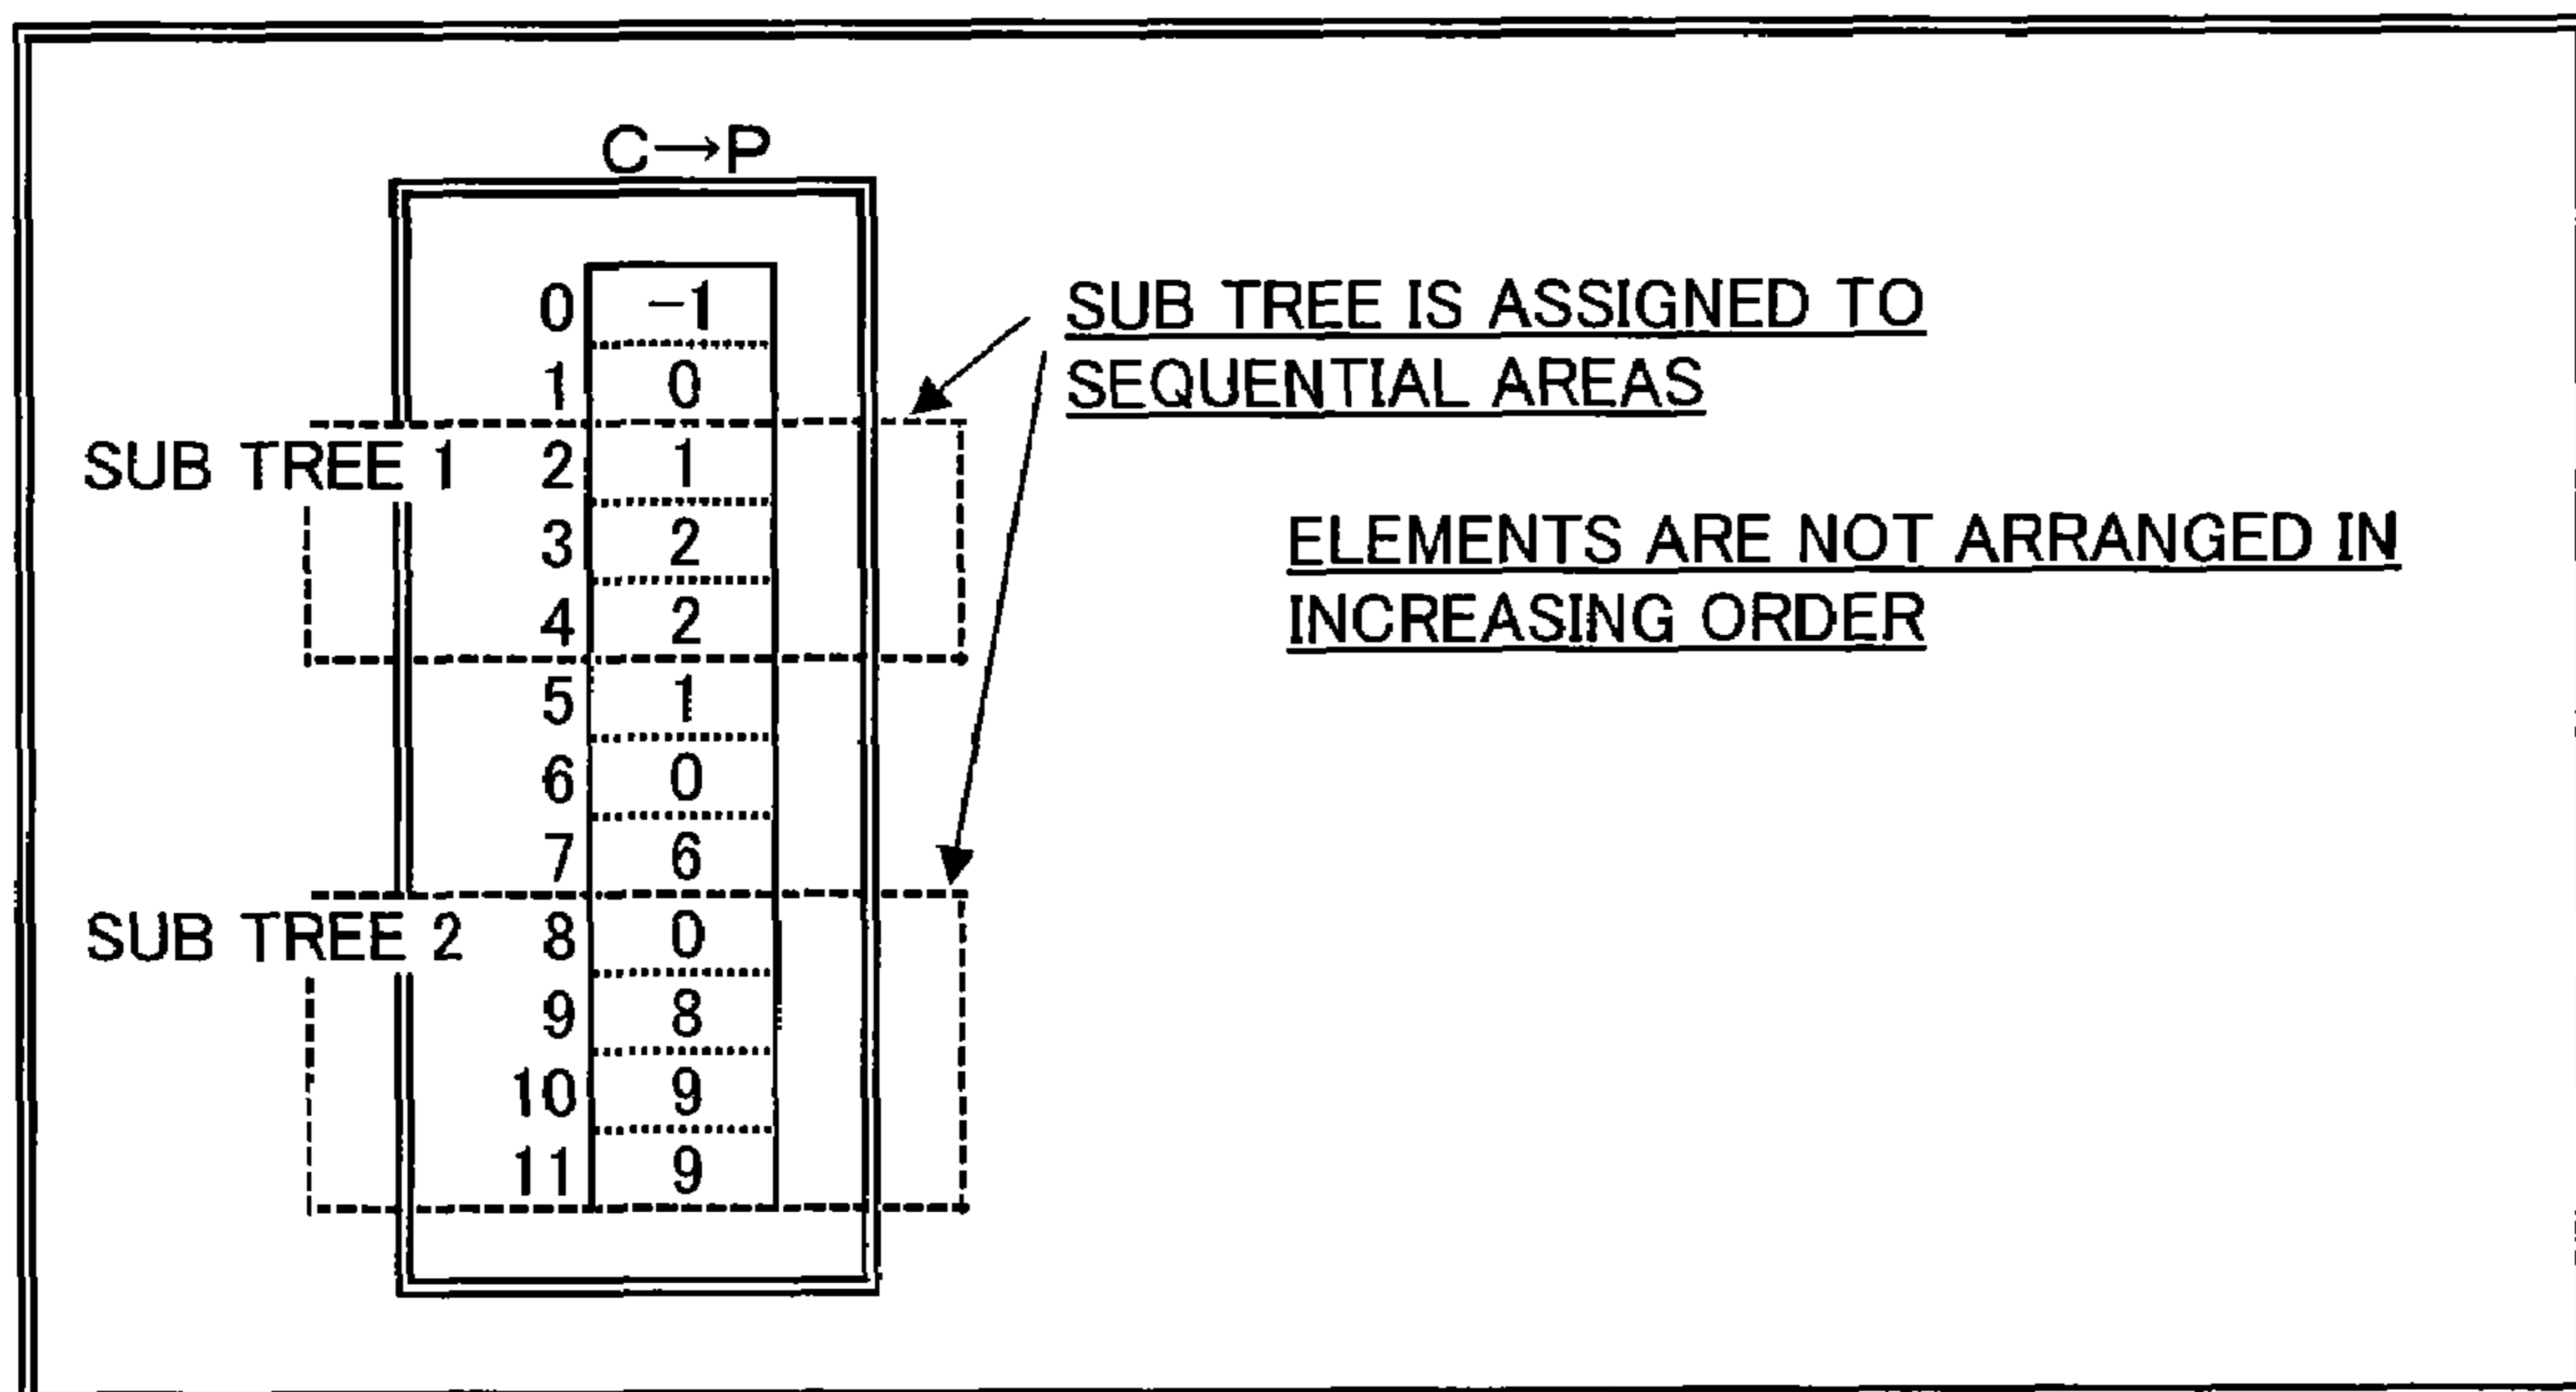 C→P
0 −1
1 0
SUB TREE 1 2 1
3 2
4 2
5 1
6 0
7 6
SUB TREE 2 8 0
9 8
10 9
11 9
SUB TREE IS ASSIGNED TO
SEQUENTIAL AREAS
ELEMENTS ARE NOT ARRANGED IN
INCREASING ORDER